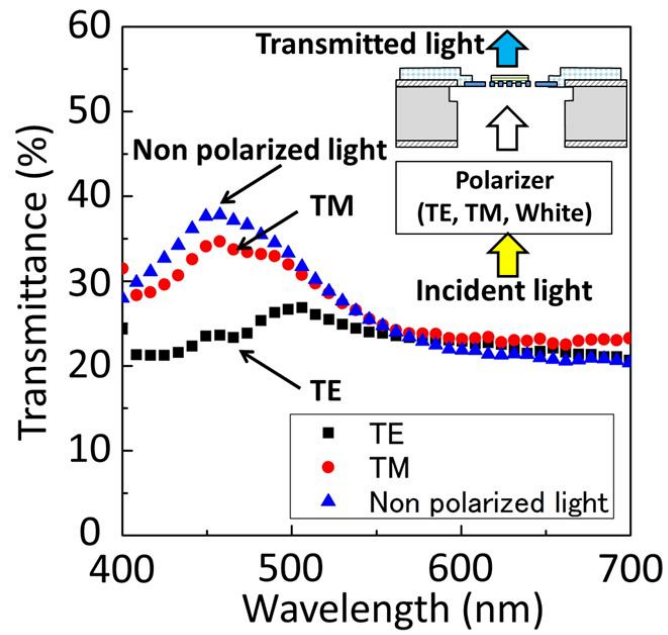 60
50
40
30
20
10
0
Transmittance (%)
400
500
600
700
Wavelength (nm)
Transmitted light
Non polarized light
TM
TE
Polarizer
(TE, TM, White)
Incident light
TE
TM
Non polarized light